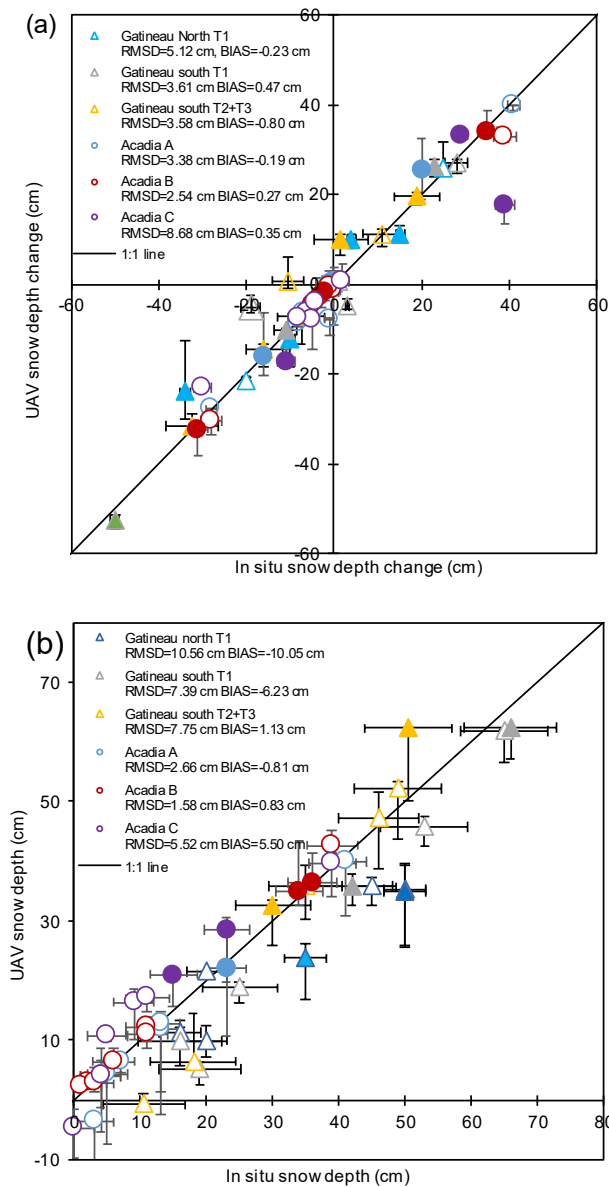 (a)
60
Gatineau North T1
RMSD=5.12 cm, BIAS=-0.23 cm
Gatineau south T1
RMSD=3.61 cm, BIAS 0.47 cm
Gatineau south T2+T3
RMSD=3.58 cm, BIAS=-0.80 cm
Acadia A
RMSD=3.38 cm, BIAS=-0.19 cm
Acadia B
RMSD=2.54 cm BIAS 0.27 cm
Acadia C
RMSD=8.68 cm BIAS 0.35 cm
1:1 line
40
20
-60 -40 -20 20 40 60
-20
-40
-60
UAV snow depth change (cm)
In situ snow depth change (cm)
(b)
Gatineau north T1
RMSD=10.56 cm BIAS=-10.05 cm
Gatineau south T1
RMSD=7.39 cm BIAS=-6.23 cm
Gatineau south T2+T3
RMSD=7.75 cm BIAS 1.13 cm
Acadia A
RMSD=2.66 cm BIAS=-0.81 cm
Acadia B
RMSD=1.58 cm BIAS 0.83 cm
Acadia C
RMSD=5.52 cm BIAS 5.50 cm
1:1 line
70
50
30
10
-10
0 10 20 30 40 50 60 70 80
UAV snow depth (cm)
In situ snow depth (cm)